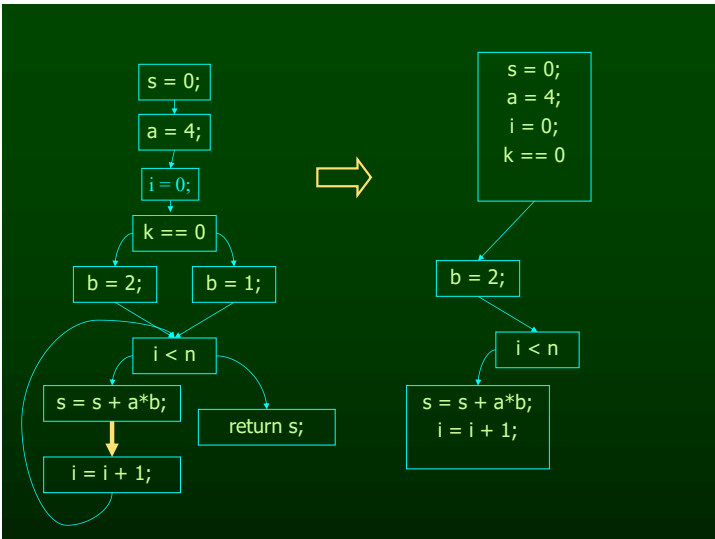 s = 0;
a = 4;
i = 0;
k == 0
b = 2;
b = 1;
i < n
s = s + a*b;
return s;
i = i + 1;
s = 0;
a = 4;
i = 0;
k == 0
b = 2;
i < n
s = s + a*b;
i = i + 1;